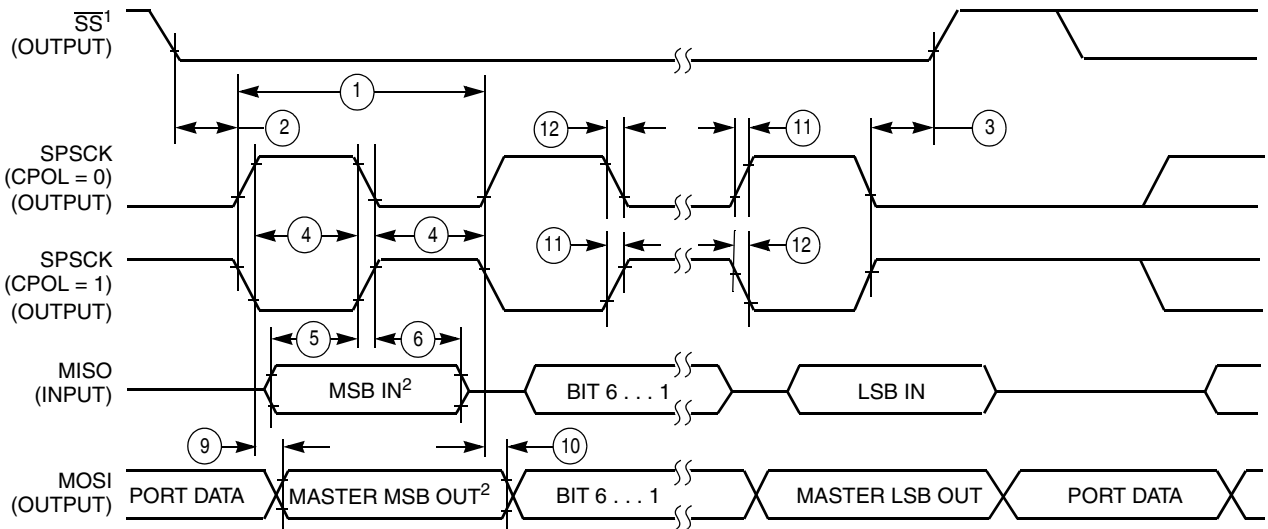 SS¹
(OUTPUT)
1
2
12
11
3
SPSCK
(CPOL = 0)
(OUTPUT)
4
4
11
12
SPSCK
(CPOL = 1)
(OUTPUT)
5
6
MISO
(INPUT)
MSB IN²
BIT 6 . . . 1
LSB IN
9
10
MOSI
(OUTPUT)
PORT DATA
MASTER MSB OUT²
BIT 6 . . . 1
MASTER LSB OUT
PORT DATA